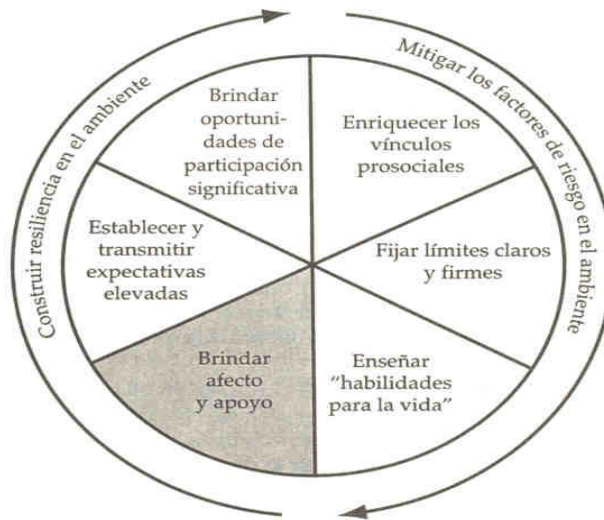 Construir resiliencia en el ambiente
Mitigar los factores de riesgo en el ambiente
Brindar
oportuni-
dades de
participación
significativa
Enriquecer los
vínculos
prosociales
Establecer y
transmitir
expectativas
elevadas
Fijar límites claros
y firmes
Brindar
afecto
y apoyo
Enseñar
"habilidades
para la vida"